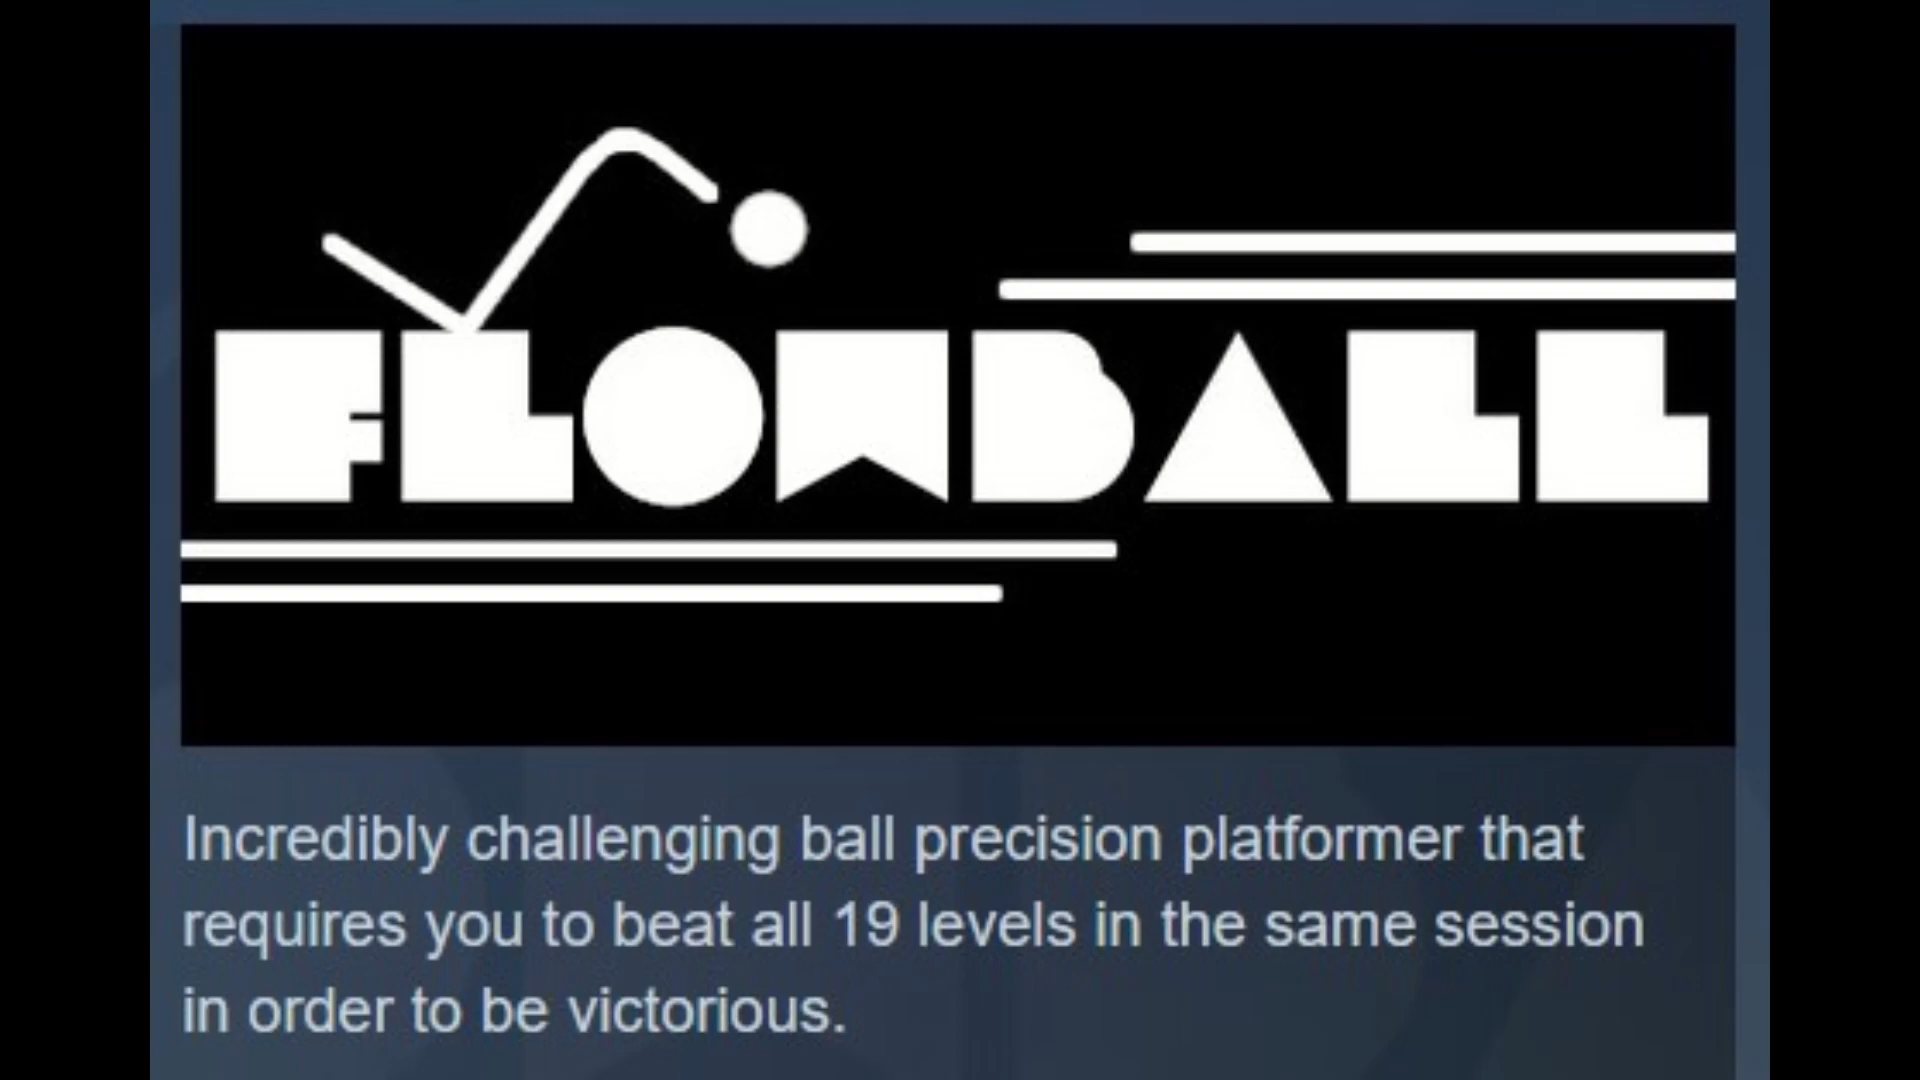 FLOWBALL
Incredibly challenging ball precision platformer that
requires you to beat all 19 levels in the same session
in order to be victorious.